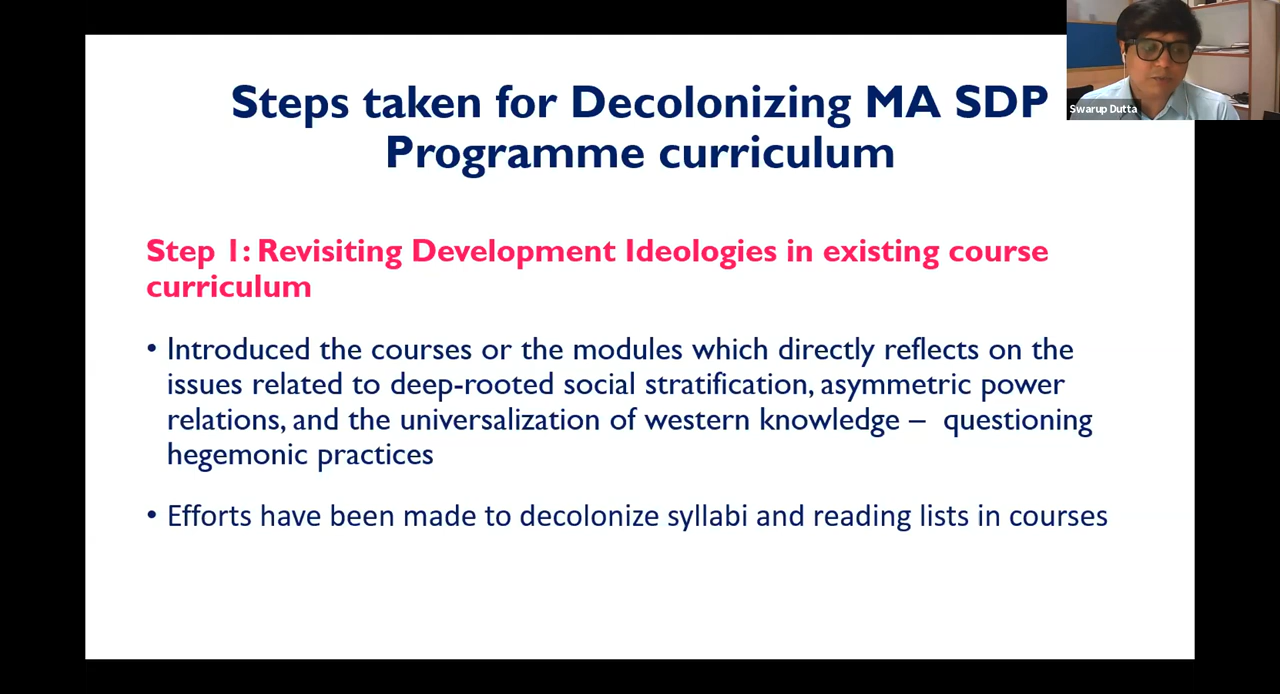 Steps taken for Decolonizing MA SDP
Programme curriculum
Swarup Dutta
Step 1: Revisiting Development Ideologies in existing course
curriculum
• Introduced the courses or the modules which directly reflects on the
issues related to deep-rooted social stratification, asymmetric power
relations, and the universalization of western knowledge – questioning
hegemonic practices
• Efforts have been made to decolonize syllabi and reading lists in courses